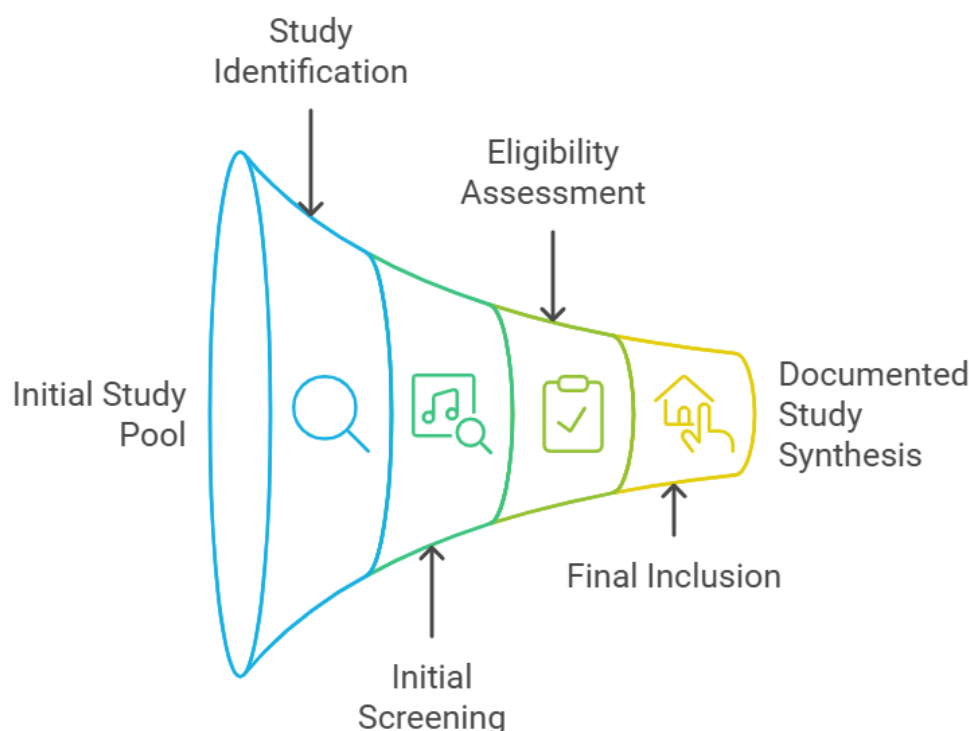 Study
Identification
Eligibility
Assessment
Initial Study
Pool
Documented
Study
Synthesis
Final Inclusion
Initial
Screening